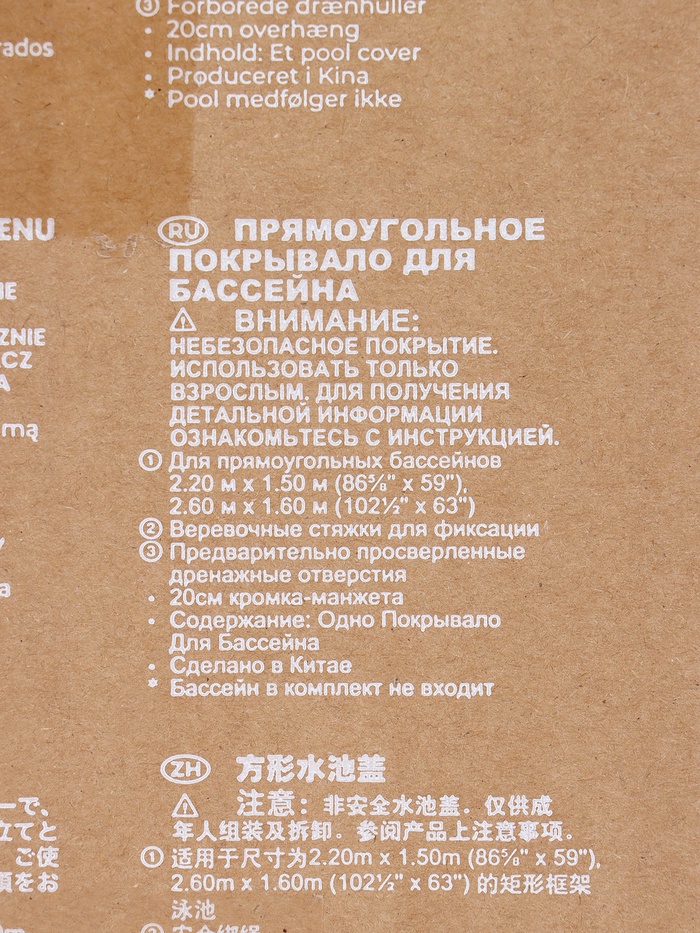 ③ Forborede drænhuller
• 20cm overhæng
• Indhold: Et pool cover
• Produceret i Kina
* Pool medfølger ikke
RU ПРЯМОУГОЛЬНОЕ
ПОКРЫВАЛО ДЛЯ
БАССЕЙНА
⚠ ВНИМАНИЕ:
НЕБЕЗОПАСНОЕ ПОКРЫТИЕ.
ИСПОЛЬЗОВАТЬ ТОЛЬКО
ВЗРОСЛЫМ. ДЛЯ ПОЛУЧЕНИЯ
ДЕТАЛЬНОЙ ИНФОРМАЦИИ
ОЗНАКОМЬТЕСЬ С ИНСТРУКЦИЕЙ.
① Для прямоугольных бассейнов
2.20 м x 1.50 м (86⅝" x 59"),
2.60 м x 1.60 м (102½" x 63")
② Веревочные стяжки для фиксации
③ Предварительно просверленные
дренажные отверстия
• 20см кромка-манжета
• Содержание: Одно Покрывало
Для Бассейна
• Сделано в Китае
* Бассейн в комплект не входит
ZH 方形水池盖
⚠ 注意：非安全水池盖。仅供成
年人组装及拆卸。参阅产品上注意事项。
① 适用于尺寸为2.20m x 1.50m (86⅝" x 59"),
2.60m x 1.60m (102½" x 63") 的矩形框架
泳池